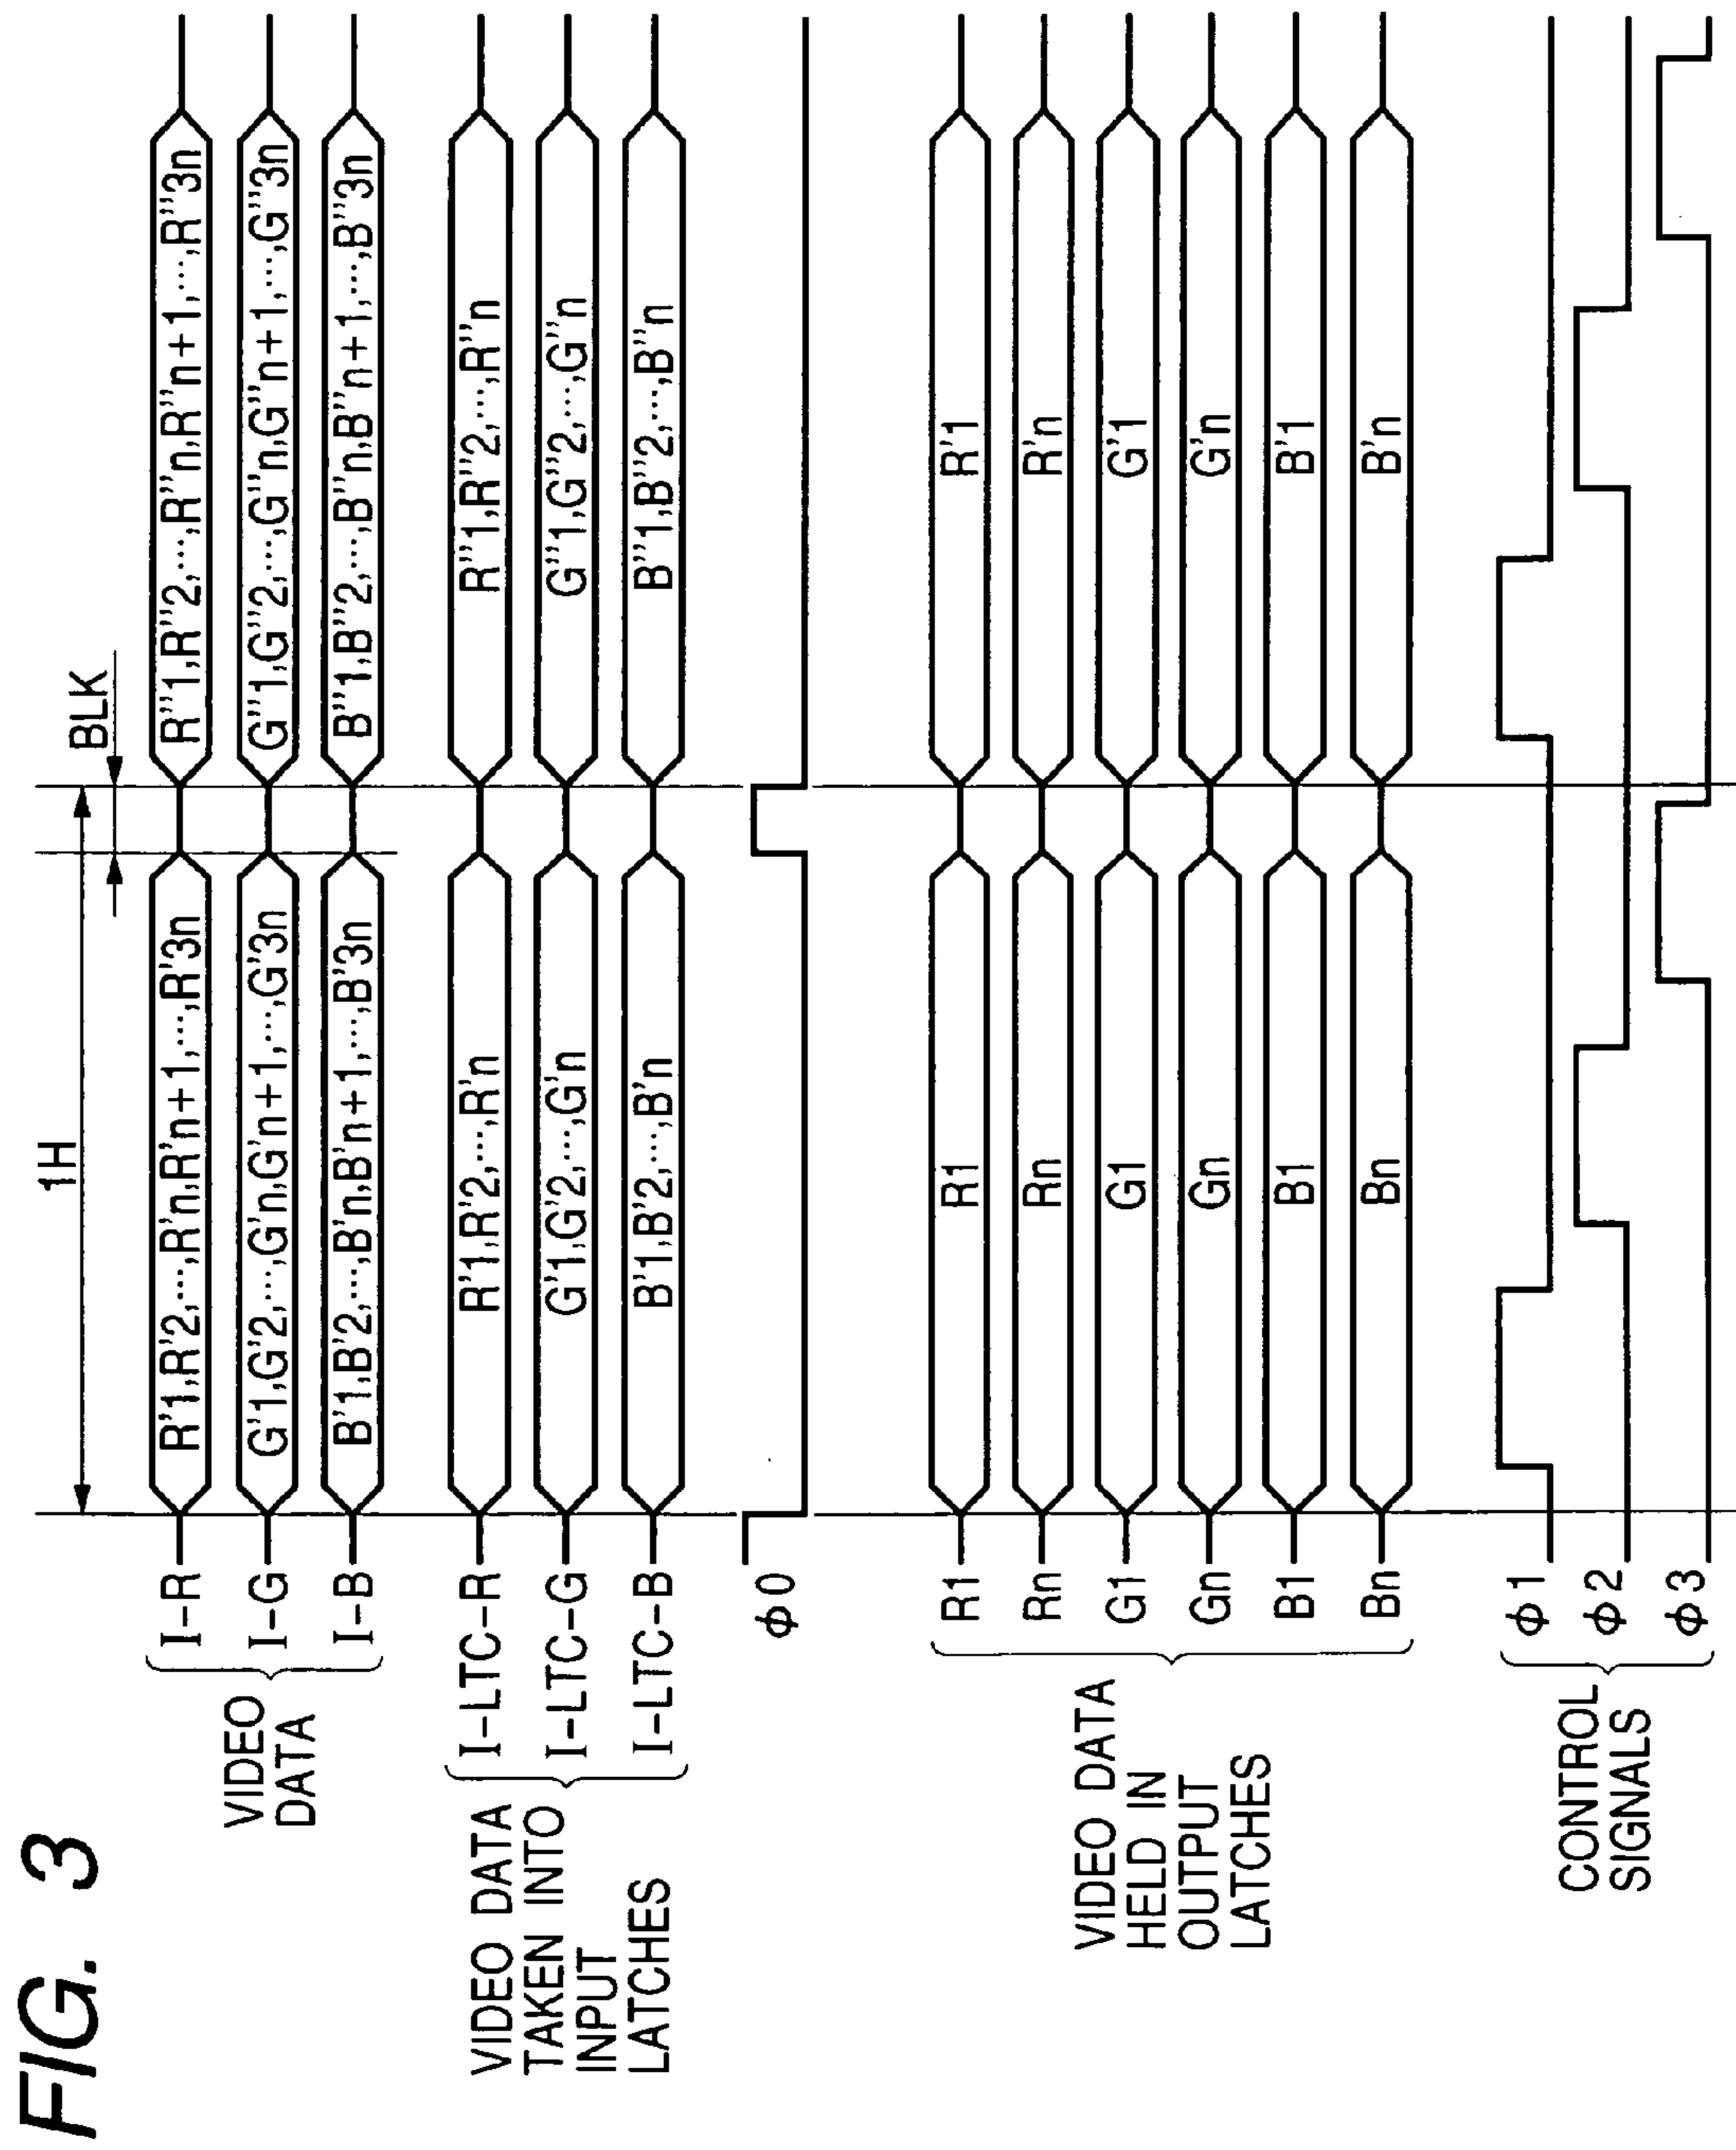 FIG. 3
1H
BLK
VIDEO
DATA
I-R
R'1,R'2,···,R'n,R'n+1,···,R'3n
R''1,R''2,···,R''n,R''n+1,···,R''3n
I-G
G'1,G'2,···,G'n,G'n+1,···,G'3n
G''1,G''2,···,G''n,G''n+1,···,G''3n
I-B
B'1,B'2,···,B'n,B'n+1,···,B'3n
B''1,B''2,···,B''n,B''n+1,···,B''3n
VIDEO DATA
TAKEN INTO
INPUT
LATCHES
I-LTC-R
R'1,R'2,···,R'n
R''1,R''2,···,R''n
I-LTC-G
G'1,G'2,···,G'n
G''1,G''2,···,G''n
I-LTC-B
B'1,B'2,···,B'n
B''1,B''2,···,B''n
ϕ0
VIDEO DATA
HELD IN
OUTPUT
LATCHES
R1
R1
R'1
Rn
Rn
R'n
G1
G1
G'1
Gn
Gn
G'n
B1
B1
B'1
Bn
Bn
B'n
CONTROL
SIGNALS
ϕ1
ϕ2
ϕ3